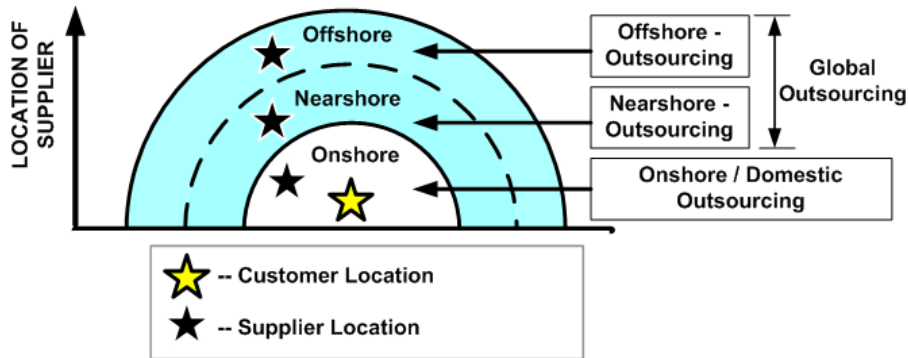 LOCATION OF
SUPPLIER
Offshore
Nearshore
Onshore
Offshore -
Outsourcing
Nearshore -
Outsourcing
Onshore / Domestic
Outsourcing
Global
Outsourcing
-- Customer Location
-- Supplier Location